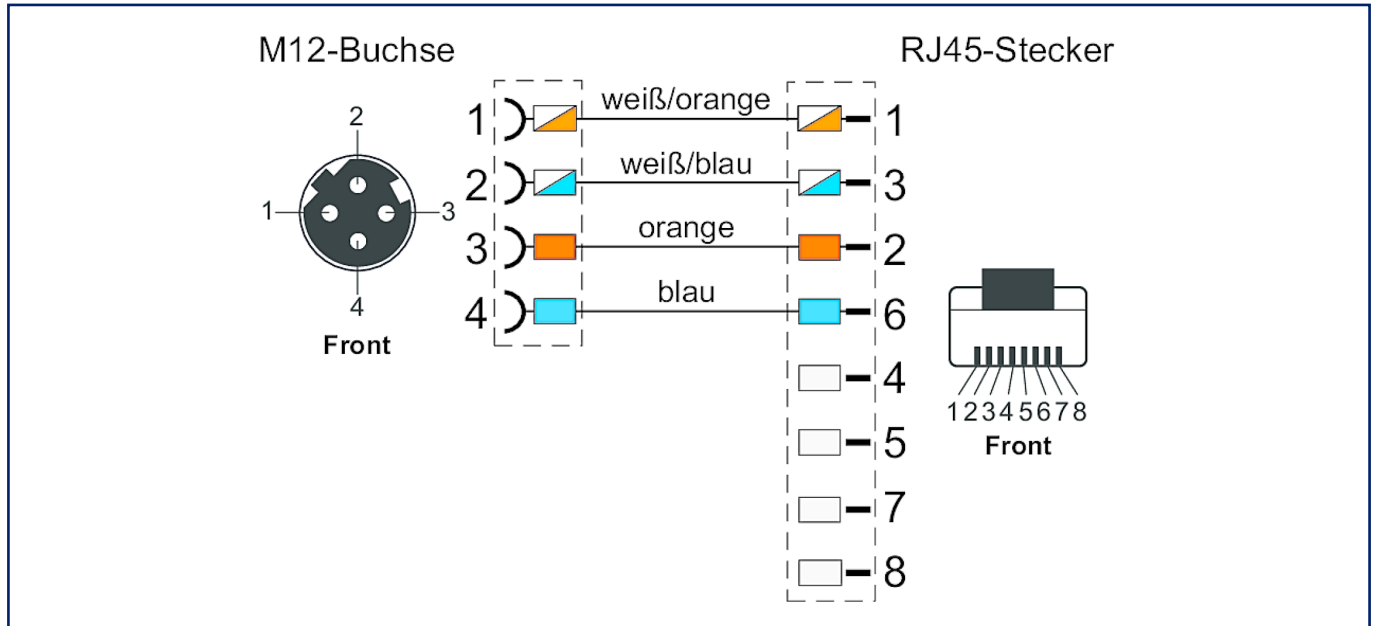 M12-Buchse
RJ45-Stecker
2
1
3
4
Front
1 weiß/orange 1
2 weiß/blau 3
3 orange 2
4 blau 6
4
5
7
8
12345678
Front